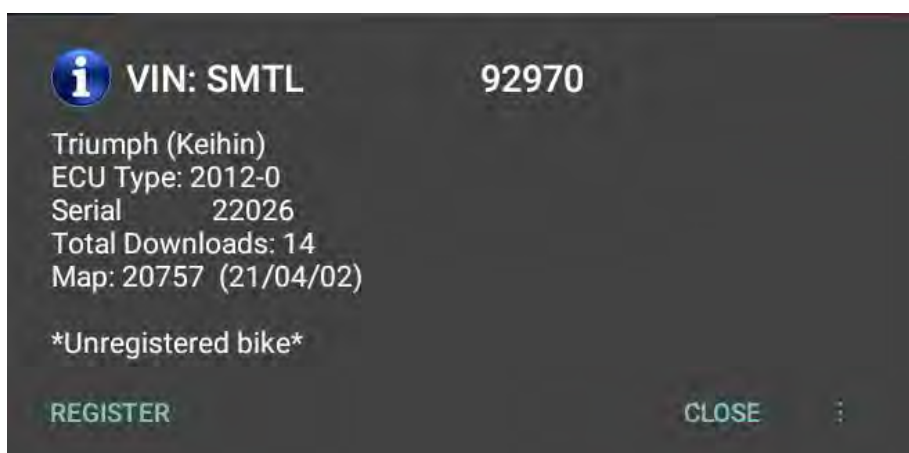 VIN: SMTL 92970
Triumph (Keihin)
ECU Type: 2012-0
Serial 22026
Total Downloads: 14
Map: 20757 (21/04/02)
*Unregistered bike*
REGISTER CLOSE